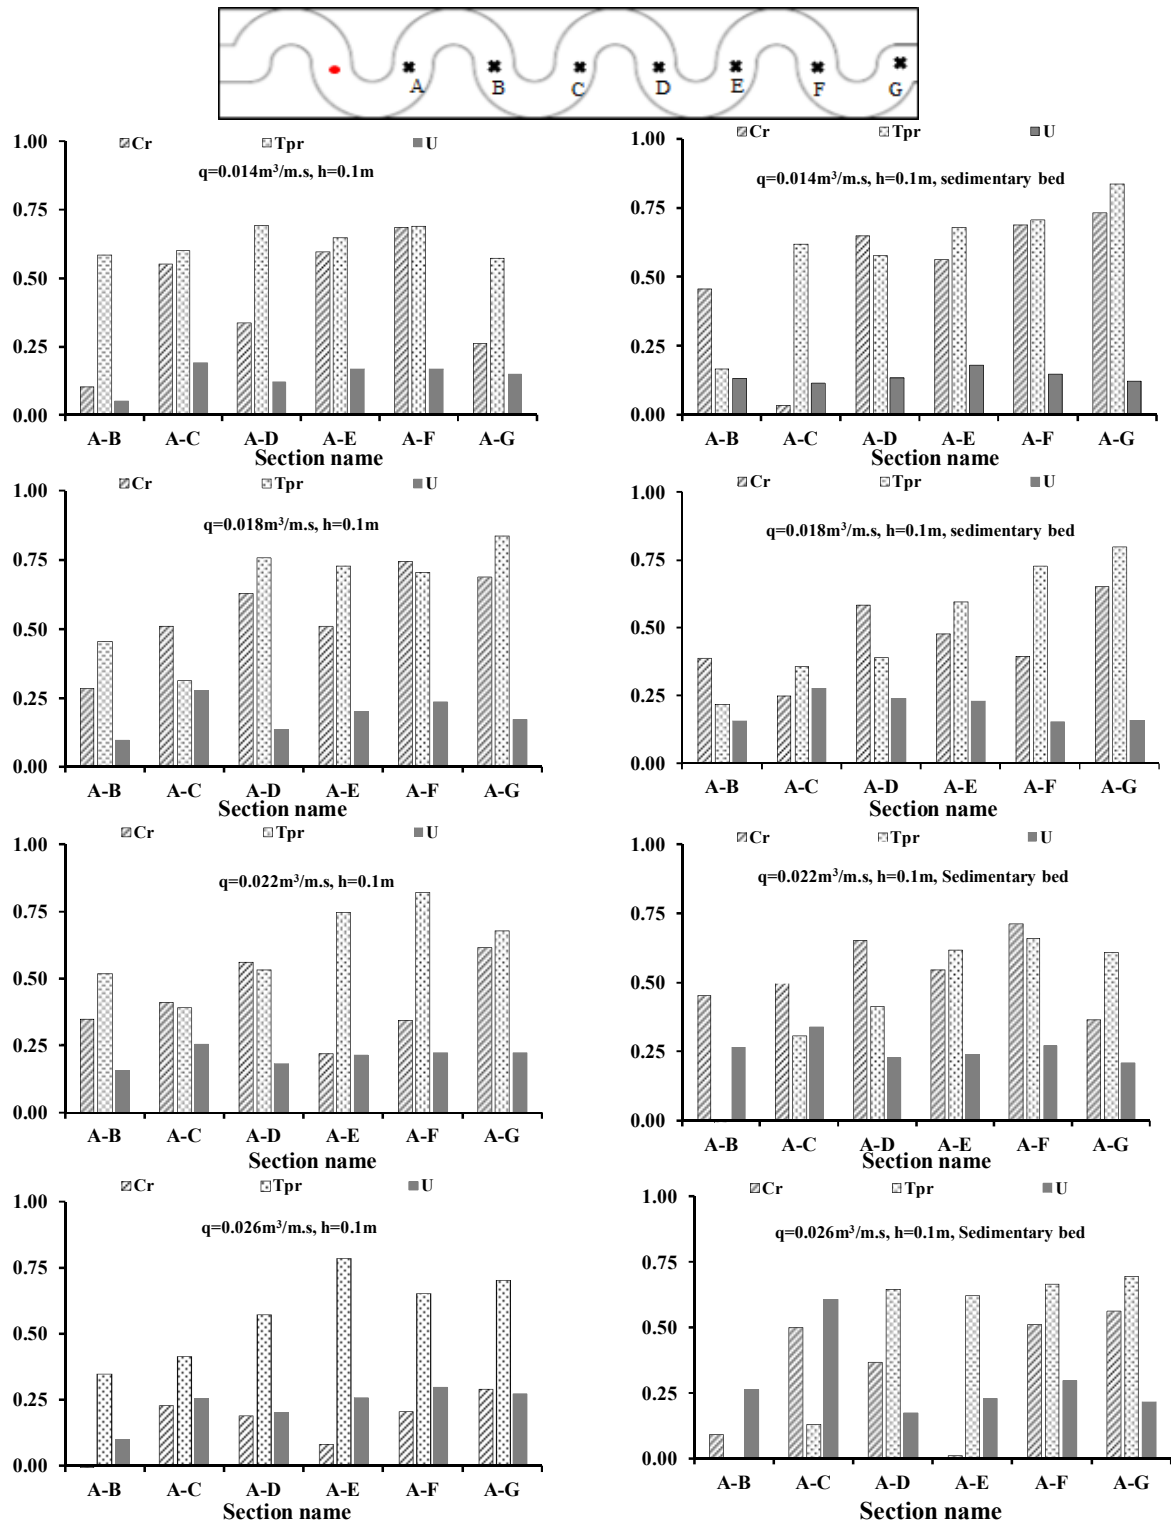 A B C D E F G
Cr Tpr U
q=0.014m³/m.s, h=0.1m
1.00
0.75
0.50
0.25
0.00
A-B A-C A-D A-E A-F A-G
Section name
Cr Tpr U
q=0.014m³/m.s, h=0.1m, sedimentary bed
1.00
0.75
0.50
0.25
0.00
A-B A-C A-D A-E A-F A-G
Section name
Cr Tpr U
q=0.018m³/m.s, h=0.1m
1.00
0.75
0.50
0.25
0.00
A-B A-C A-D A-E A-F A-G
Section name
Cr Tpr U
q=0.018m³/m.s, h=0.1m, sedimentary bed
1.00
0.75
0.50
0.25
0.00
A-B A-C A-D A-E A-F A-G
Section name
Cr Tpr U
q=0.022m³/m.s, h=0.1m
1.00
0.75
0.50
0.25
0.00
A-B A-C A-D A-E A-F A-G
Section name
Cr Tpr U
q=0.022m³/m.s, h=0.1m, Sedimentary bed
1.00
0.75
0.50
0.25
0.00
A-B A-C A-D A-E A-F A-G
Section name
Cr Tpr U
q=0.026m³/m.s, h=0.1m
1.00
0.75
0.50
0.25
0.00
A-B A-C A-D A-E A-F A-G
Section name
Cr Tpr U
q=0.026m³/m.s, h=0.1m, Sedimentary bed
1.00
0.75
0.50
0.25
0.00
A-B A-C A-D A-E A-F A-G
Section name